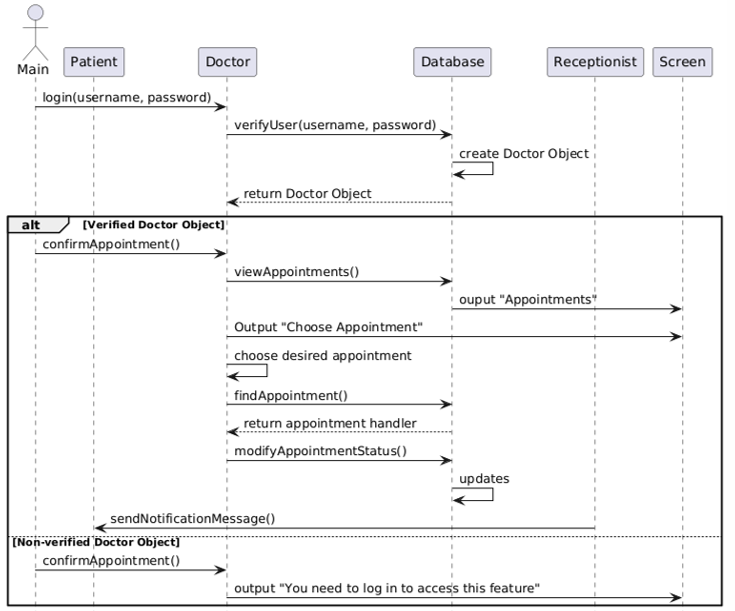 Main
Patient
Doctor
Database
Receptionist
Screen
login(username, password)
verifyUser(username, password)
create Doctor Object
return Doctor Object
alt [Verified Doctor Object]
confirmAppointment()
viewAppointments()
ouput "Appointments"
Output "Choose Appointment"
choose desired appointment
findAppointment()
return appointment handler
modifyAppointmentStatus()
updates
sendNotificationMessage()
[Non-verified Doctor Object]
confirmAppointment()
output "You need to log in to access this feature"